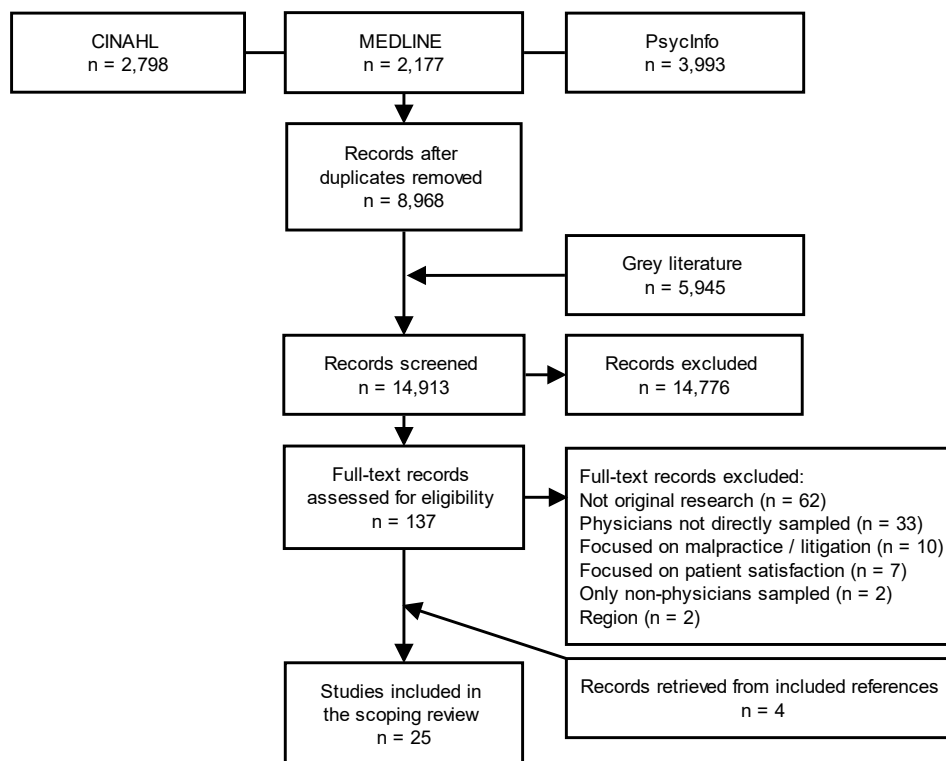 CINAHL
n = 2,798
MEDLINE
n = 2,177
PsycInfo
n = 3,993
Records after
duplicates removed
n = 8,968
Grey literature
n = 5,945
Records screened
n = 14,913
Records excluded
n = 14,776
Full-text records
assessed for eligibility
n = 137
Full-text records excluded:
Not original research (n = 62)
Physicians not directly sampled (n = 33)
Focused on malpractice / litigation (n = 10)
Focused on patient satisfaction (n = 7)
Only non-physicians sampled (n = 2)
Region (n = 2)
Records retrieved from included references
n = 4
Studies included in
the scoping review
n = 25